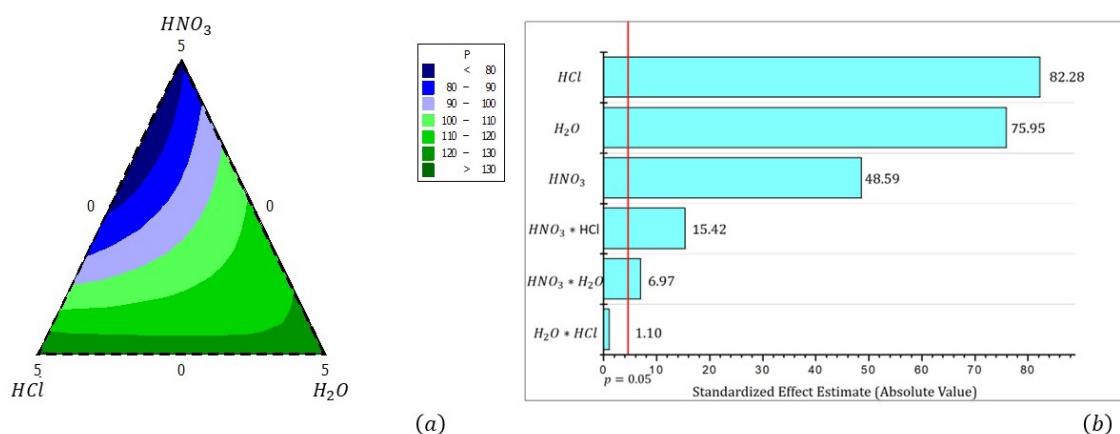 HNO₃
5
0
0
5
0
5
HCl
H₂O
(a)
P
< 80
80 – 90
90 – 100
100 – 110
110 – 120
120 – 130
> 130
HCl
82.28
H₂O
75.95
HNO₃
48.59
HNO₃ * HCl
15.42
HNO₃ * H₂O
6.97
H₂O * HCl
1.10
0 10 20 30 40 50 60 70 80
p = 0.05
Standardized Effect Estimate (Absolute Value)
(b)